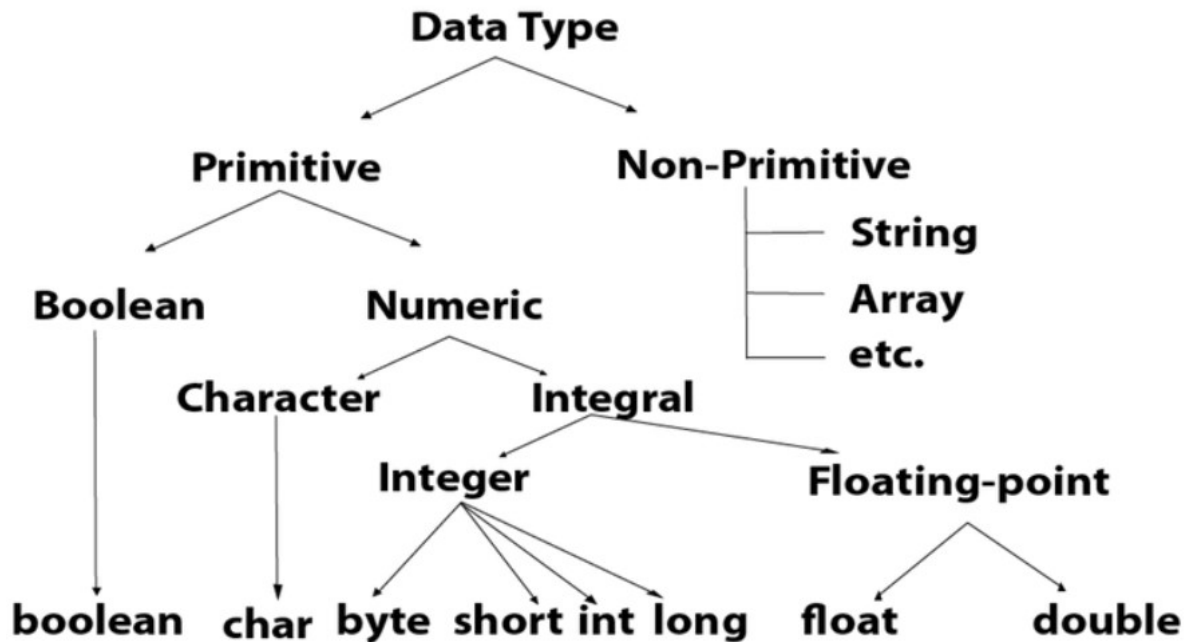 Data Type
Primitive
Non-Primitive
String
Array
etc.
Boolean
Numeric
Character
Integral
Integer
Floating-point
boolean
char
byte
short
int
long
float
double